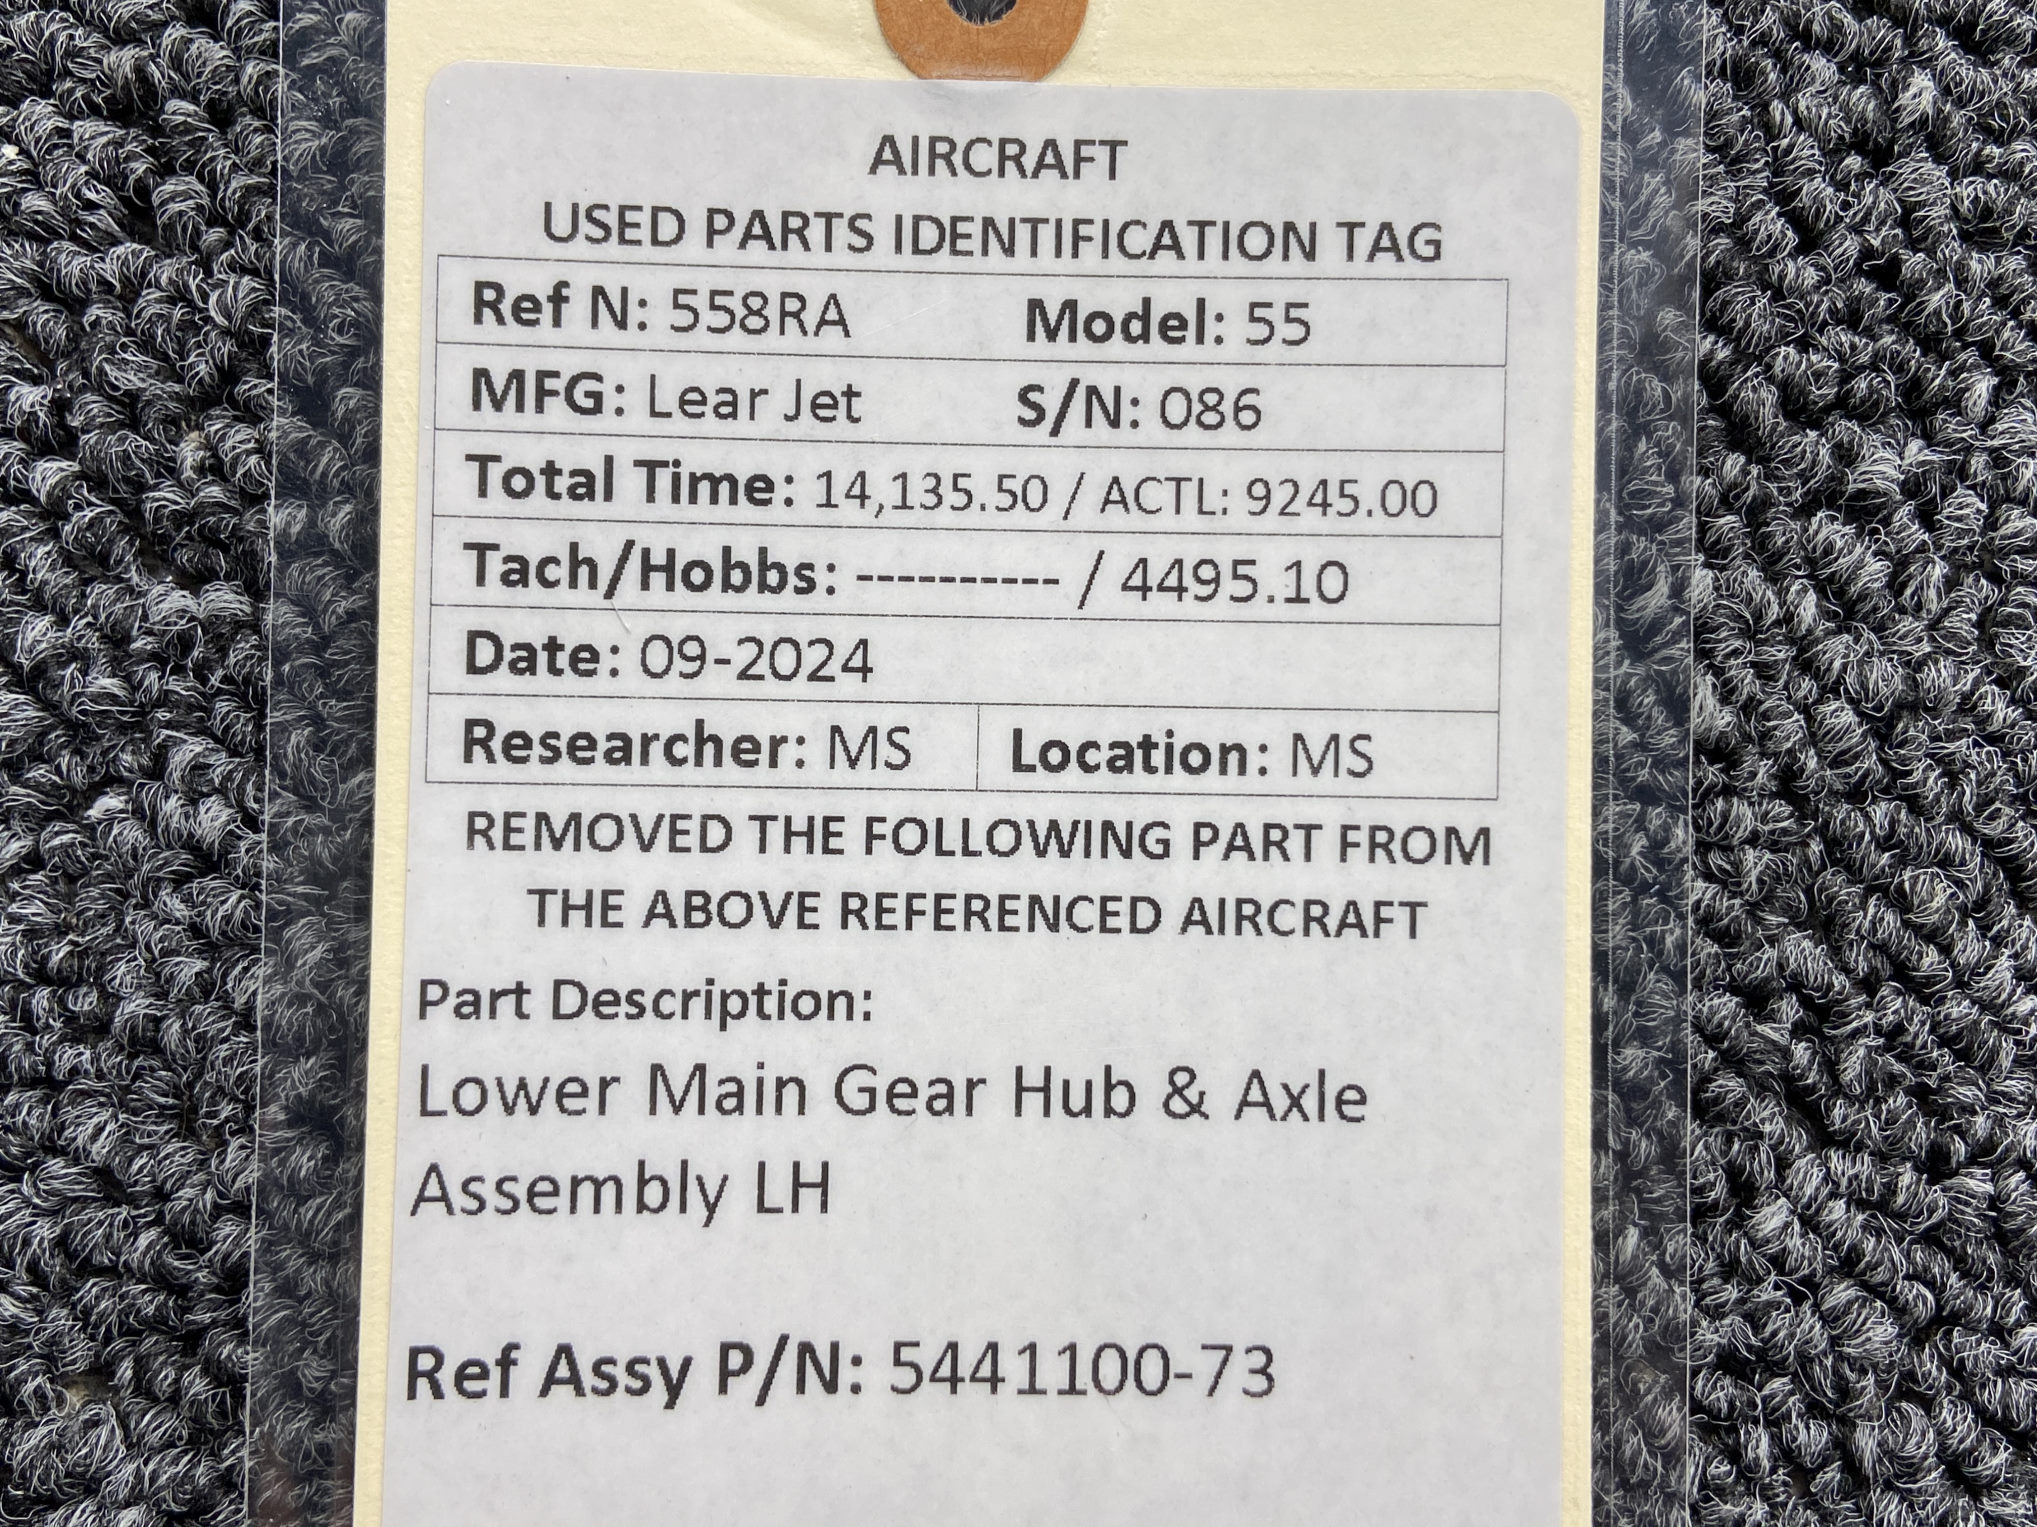 AIRCRAFT
USED PARTS IDENTIFICATION TAG
Ref N: 558RA Model: 55
MFG: Lear Jet S/N: 086
Total Time: 14,135.50 / ACTL: 9245.00
Tach/Hobbs: ---------- / 4495.10
Date: 09-2024
Researcher: MS Location: MS
REMOVED THE FOLLOWING PART FROM
THE ABOVE REFERENCED AIRCRAFT
Part Description:
Lower Main Gear Hub & Axle
Assembly LH
Ref Assy P/N: 5441100-73